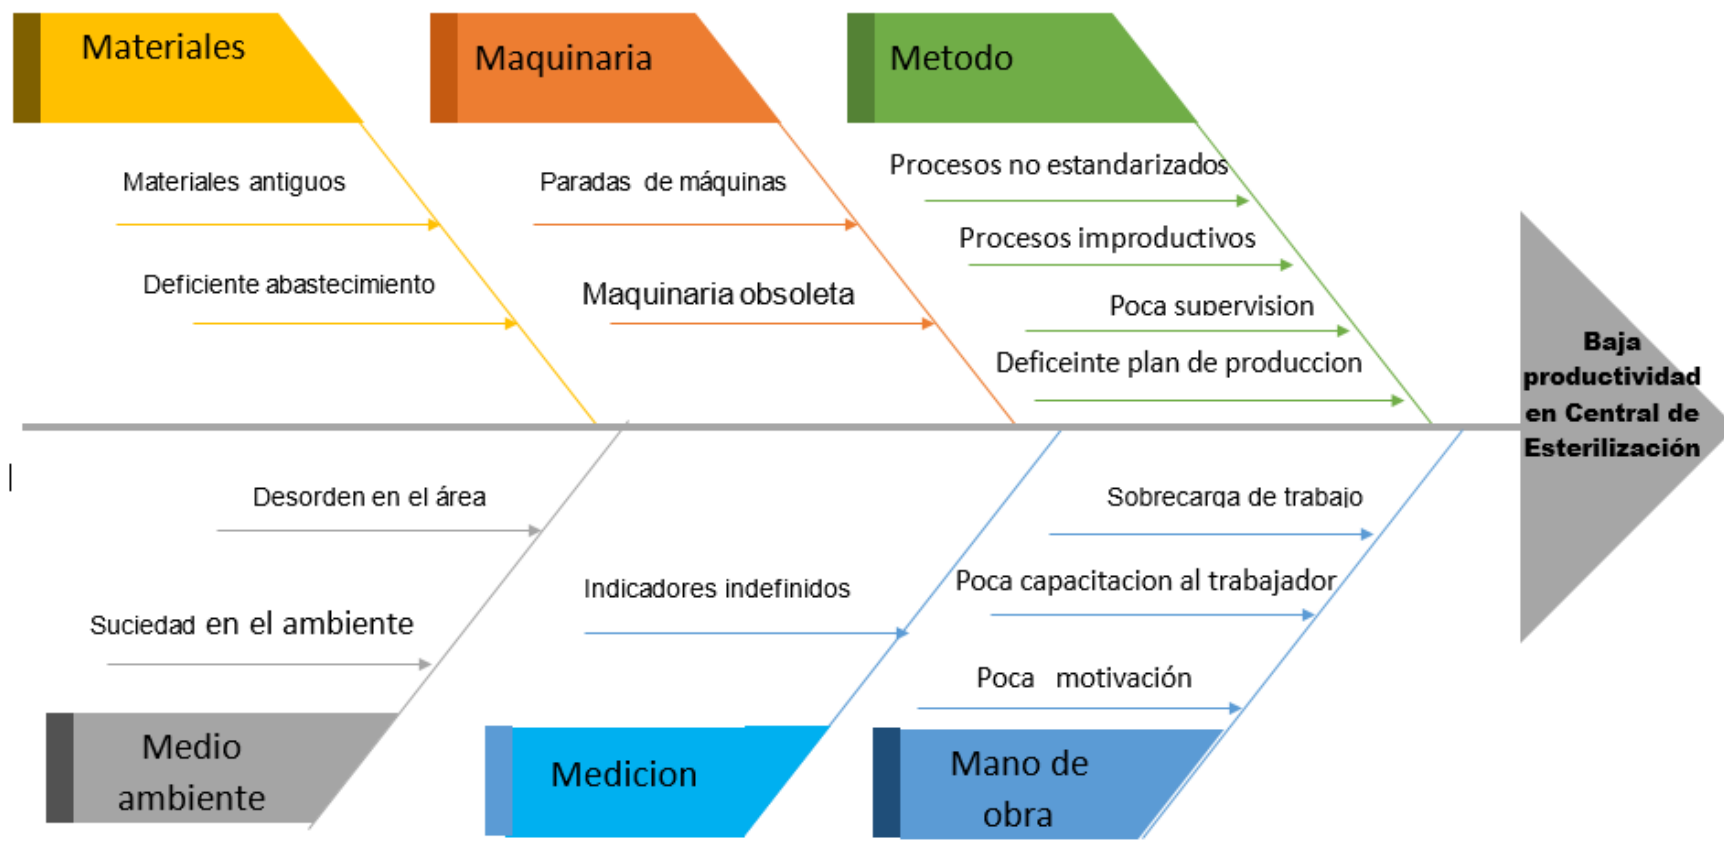 Materiales
Maquinaria
Metodo
Materiales antiguos
Deficiente abastecimiento
Paradas de máquinas
Maquinaria obsoleta
Procesos no estandarizados
Procesos improductivos
Poca supervision
Deficeinte plan de produccion
Baja
productividad
en Central de
Esterilización
Desorden en el área
Suciedad en el ambiente
Indicadores indefinidos
Sobrecarga de trabajo
Poca capacitacion al trabajador
Poca motivación
Medio
ambiente
Medicion
Mano de
obra